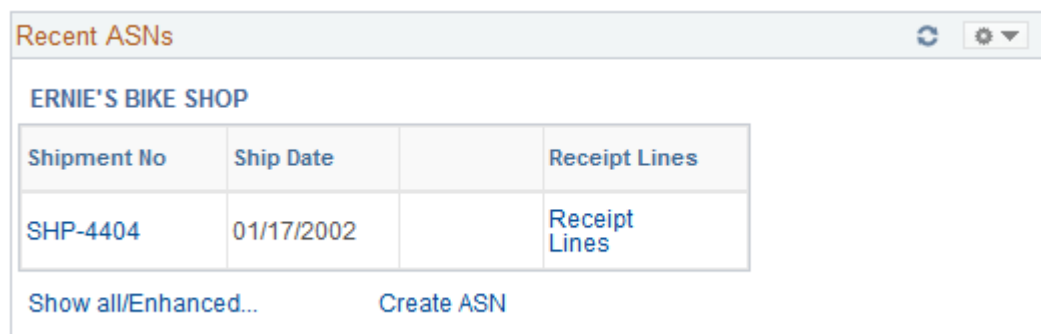 Recent ASNs
ERNIE'S BIKE SHOP
Shipment No Ship Date Receipt Lines
SHP-4404 01/17/2002 Receipt
Lines
Show all/Enhanced... Create ASN